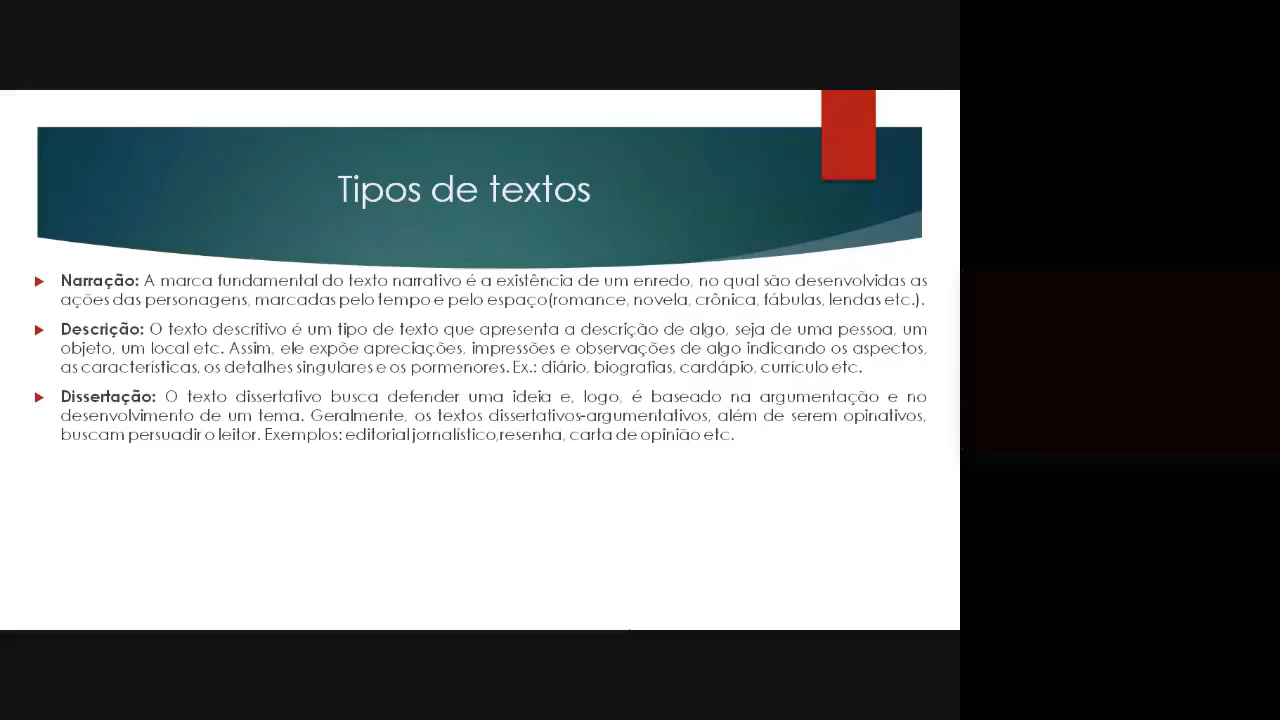 Tipos de textos
Narração: A marca fundamental do texto narrativo é a existência de um enredo, no qual são desenvolvidas as
ações das personagens, marcadas pelo tempo e pelo espaço(romance, novela, crônica, fábulas, lendas etc.).
Descrição: O texto descritivo é um tipo de texto que apresenta a descrição de algo, seja de uma pessoa, um
objeto, um local etc. Assim, ele expõe apreciações, impressões e observações de algo indicando os aspectos,
as características, os detalhes singulares e os pormenores. Ex.: diário, biografias, cardápio, currículo etc.
Dissertação: O texto dissertativo busca defender uma ideia e, logo, é baseado na argumentação e no
desenvolvimento de um tema. Geralmente, os textos dissertativos-argumentativos, além de serem opinativos,
buscam persuadir o leitor. Exemplos: editorial jornalístico,resenha, carta de opinião etc.